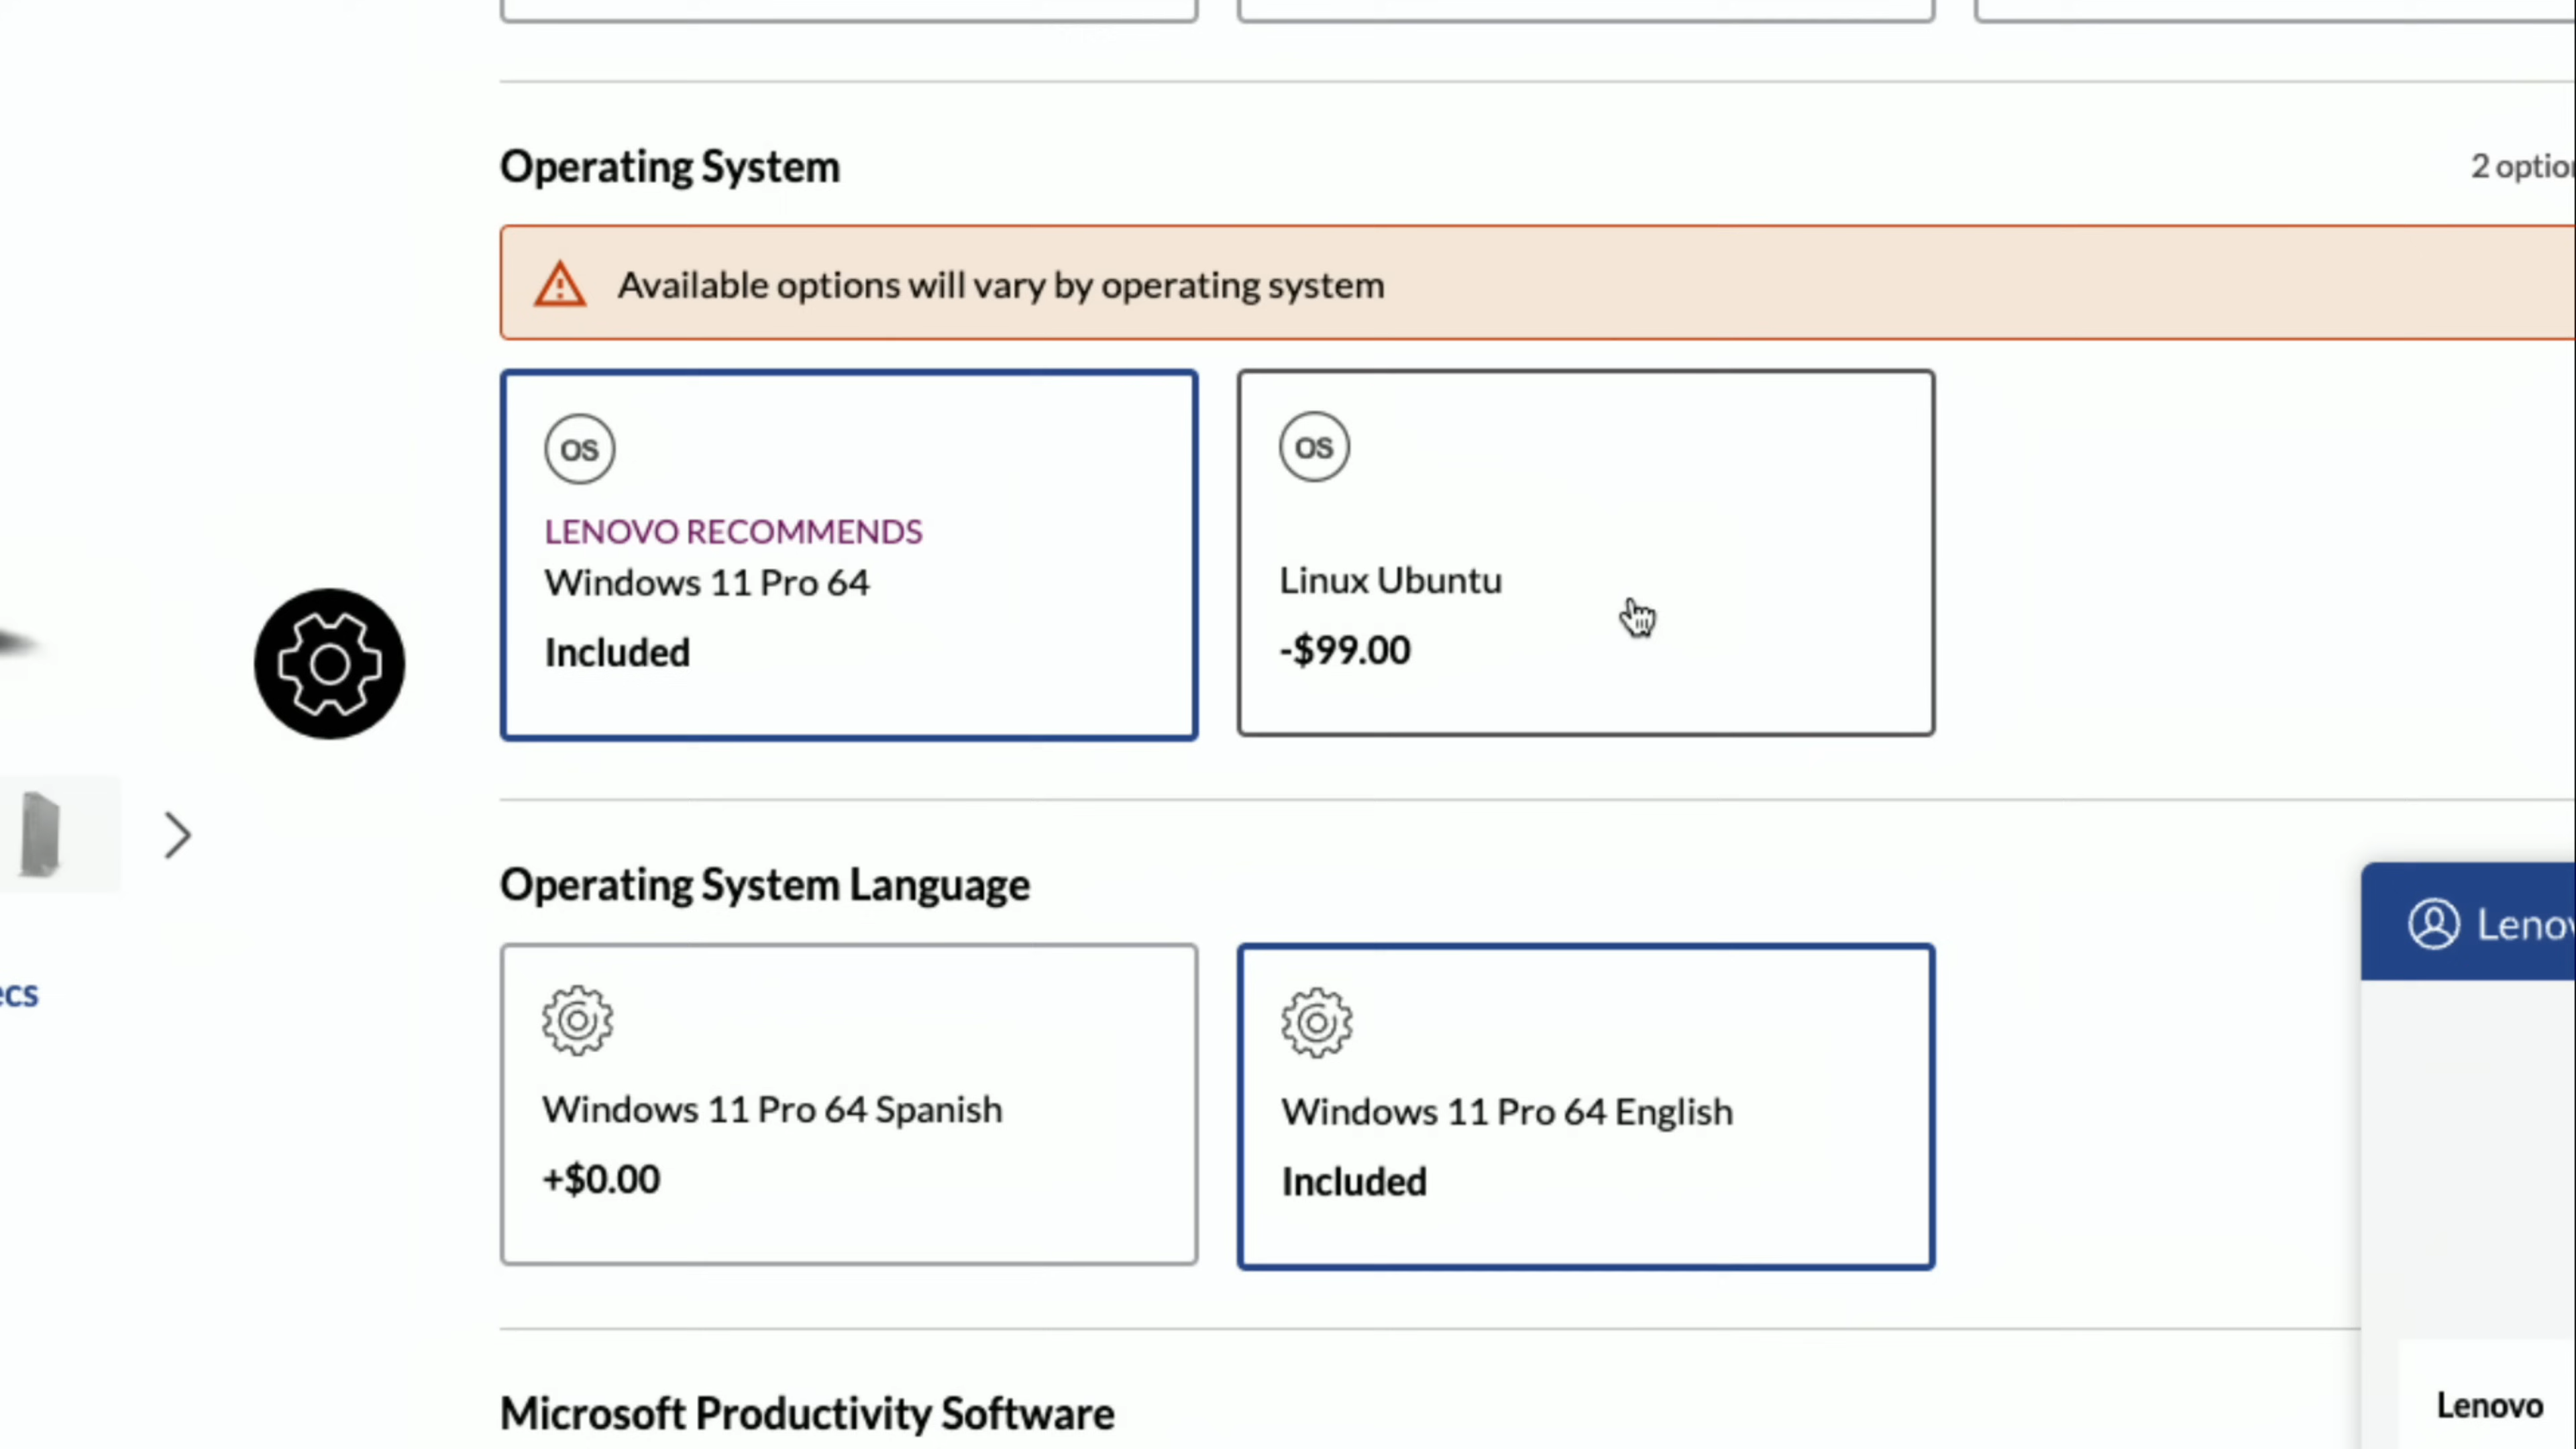 Operating System
2 option
Available options will vary by operating system
OS
LENOVO RECOMMENDS
Windows 11 Pro 64
Included
OS
Linux Ubuntu
-$99.00
Operating System Language
ecs
Windows 11 Pro 64 Spanish
+$0.00
Windows 11 Pro 64 English
Included
Lenov
Microsoft Productivity Software
Lenovo